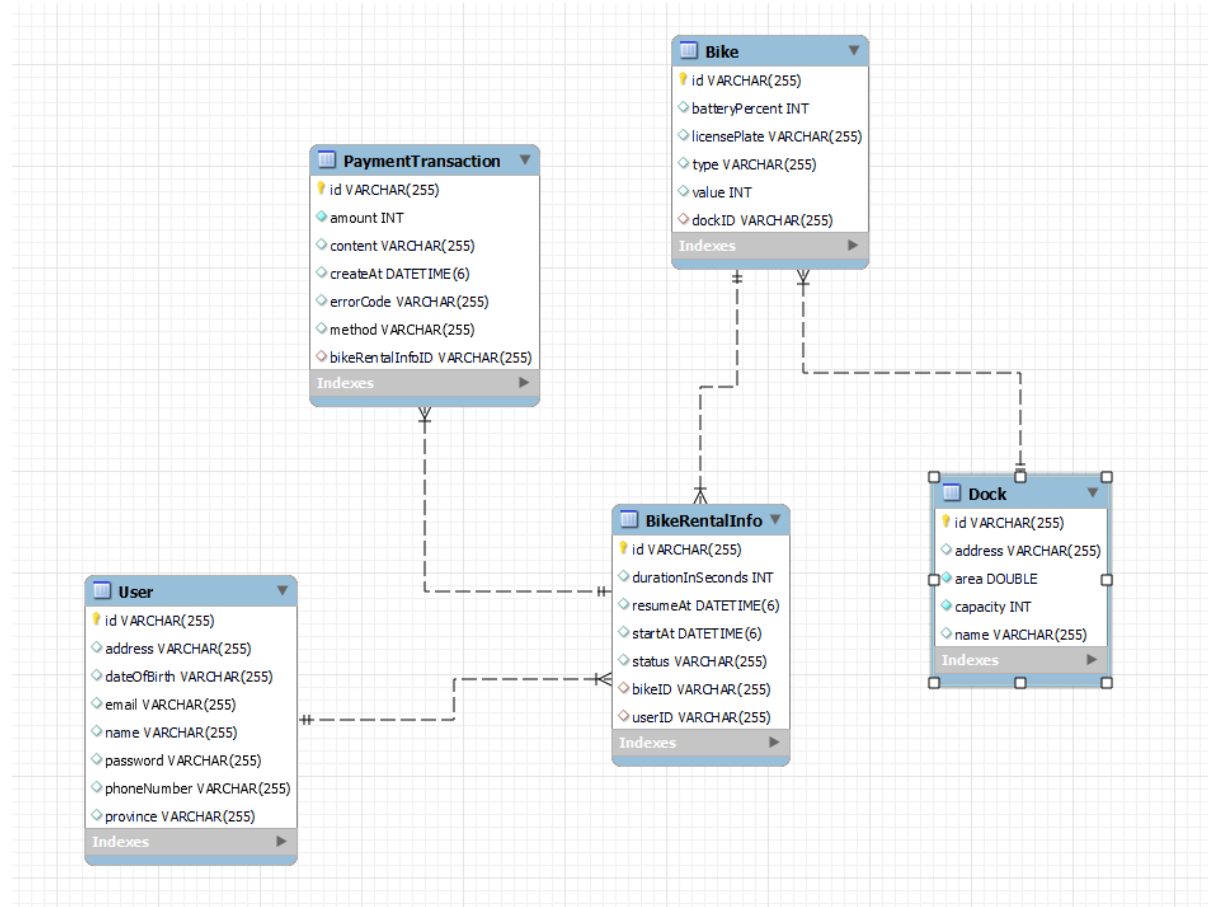 Bike
id VARCHAR(255)
batteryPercent INT
licensePlate VARCHAR(255)
type VARCHAR(255)
value INT
dockID VARCHAR(255)
Indexes
PaymentTransaction
id VARCHAR(255)
amount INT
content VARCHAR(255)
createAt DATETIME(6)
errorCode VARCHAR(255)
method VARCHAR(255)
bikeRentalInfoID VARCHAR(255)
Indexes
BikeRentalInfo
id VARCHAR(255)
durationInSeconds INT
resumeAt DATETIME(6)
startAt DATETIME(6)
status VARCHAR(255)
bikeID VARCHAR(255)
userID VARCHAR(255)
Indexes
Dock
id VARCHAR(255)
address VARCHAR(255)
area DOUBLE
capacity INT
name VARCHAR(255)
Indexes
User
id VARCHAR(255)
address VARCHAR(255)
dateOfBirth VARCHAR(255)
email VARCHAR(255)
name VARCHAR(255)
password VARCHAR(255)
phoneNumber VARCHAR(255)
province VARCHAR(255)
Indexes